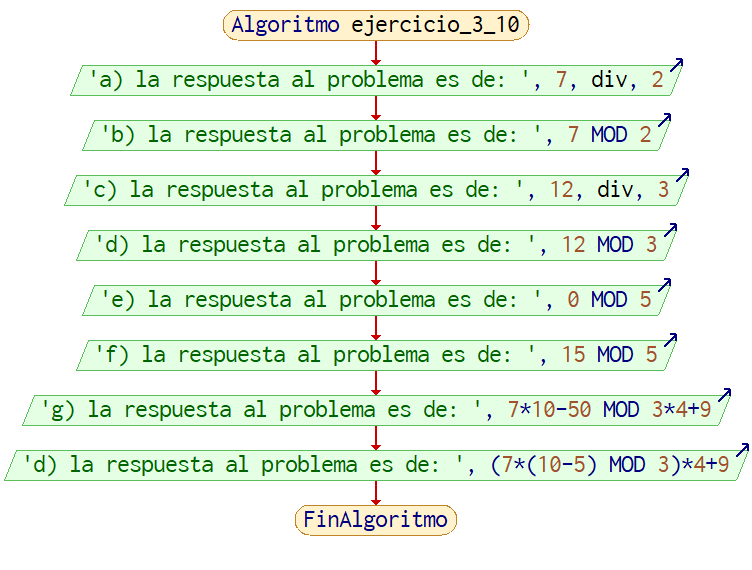 Algoritmo ejercicio_3_10
'a) la respuesta al problema es de: ', 7, div, 2
'b) la respuesta al problema es de: ', 7 MOD 2
'c) la respuesta al problema es de: ', 12, div, 3
'd) la respuesta al problema es de: ', 12 MOD 3
'e) la respuesta al problema es de: ', 0 MOD 5
'f) la respuesta al problema es de: ', 15 MOD 5
'g) la respuesta al problema es de: ', 7*10-50 MOD 3*4+9
'd) la respuesta al problema es de: ', (7*(10-5) MOD 3)*4+9
FinAlgoritmo